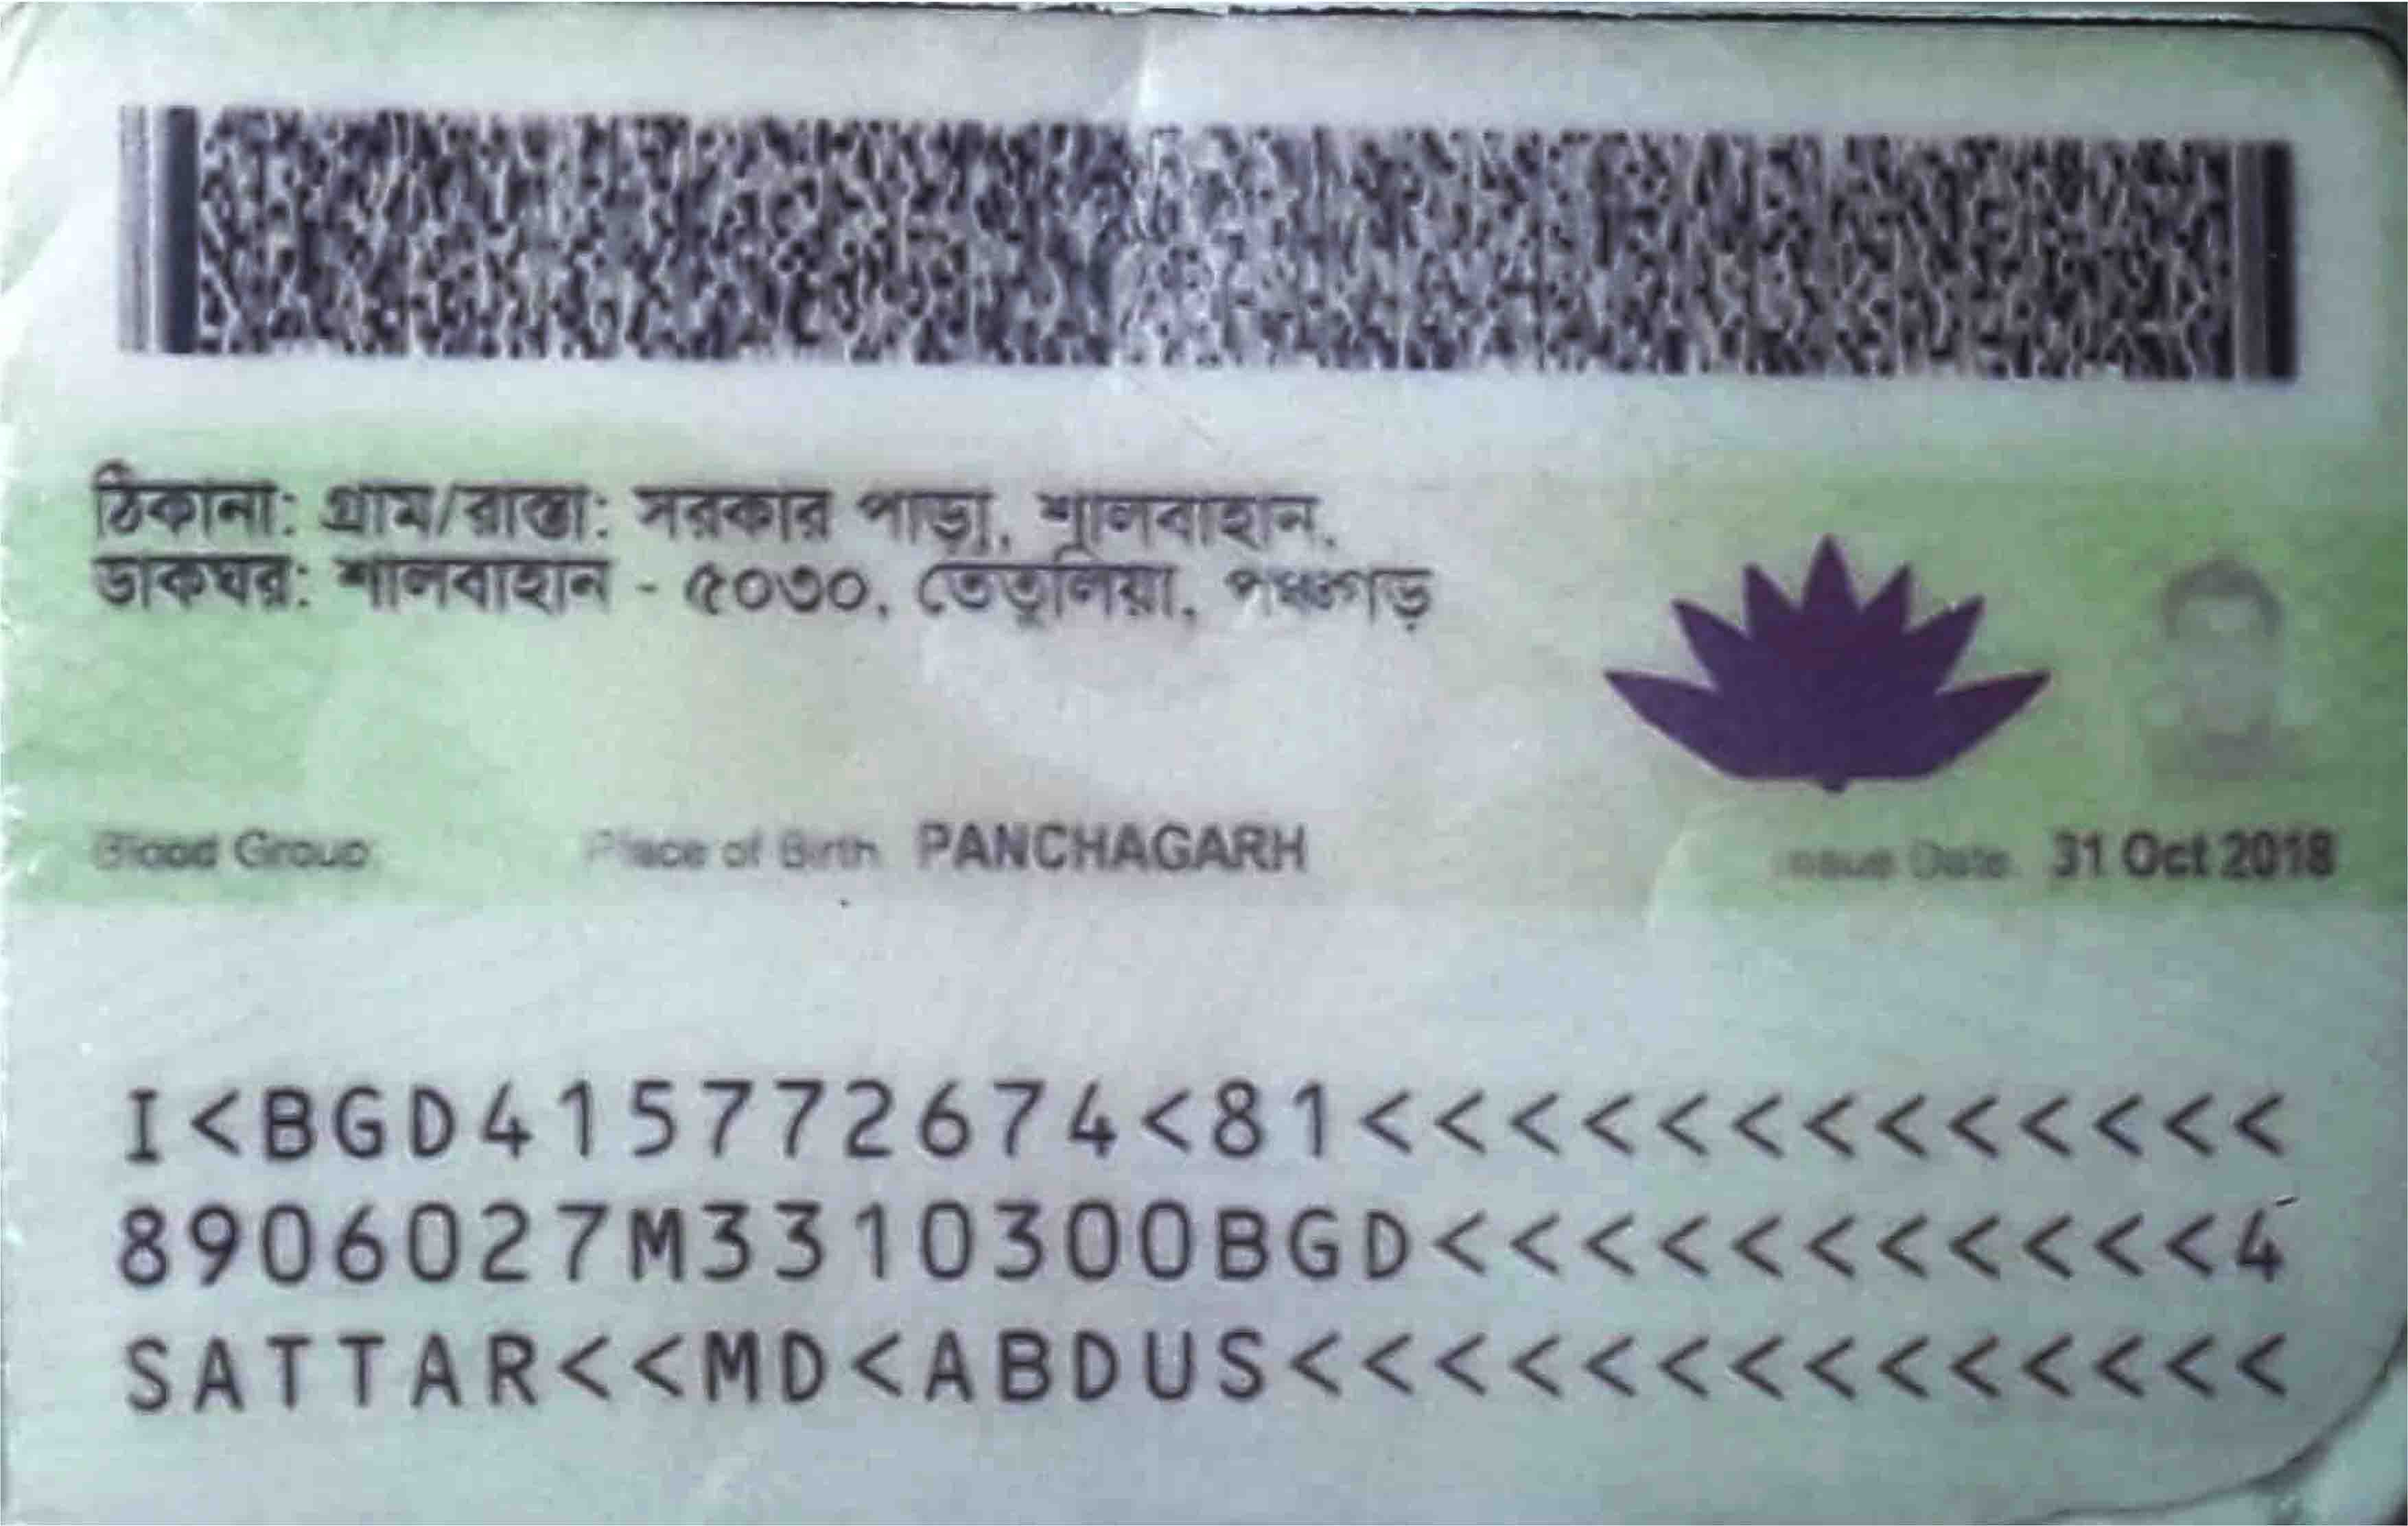 ঠিকানা: গ্রাম/রাস্তা: সরকার পাড়া, শালবাহান,
ডাকঘর: শালবাহান - ৫০৩০, তেতুলিয়া, পঞ্চগড়
Blood Group Place of Birth PANCHAGARH Issue Date 31 Oct 2018
I<BGD415772674<81<<<<<<<<<<<<<
8906027M3310300BGD<<<<<<<<<<<4
SATTAR<<MD<ABDUS<<<<<<<<<<<<<<